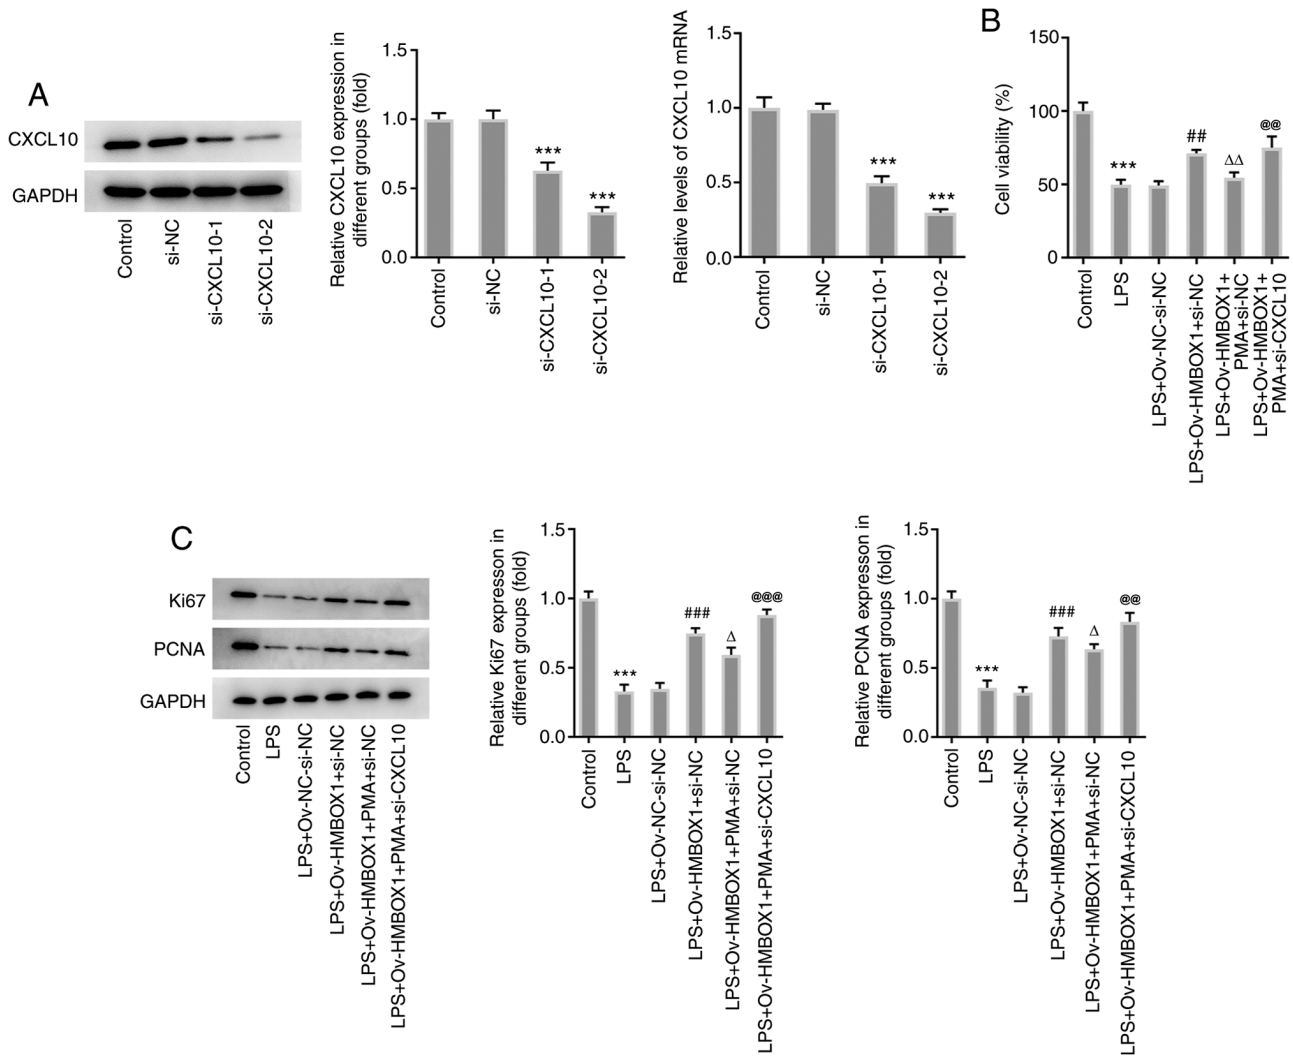 A
CXCL10
GAPDH
Control
si-NC
si-CXCL10-1
si-CXCL10-2
Relative CXCL10 expression in
different groups (fold)
1.5
1.0
0.5
0.0
***
***
Control
si-NC
si-CXCL10-1
si-CXCL10-2
Relative levels of CXCL10 mRNA
1.5
1.0
0.5
0.0
***
***
Control
si-NC
si-CXCL10-1
si-CXCL10-2
B
Cell viability (%)
150
100
50
0
***
##
ΔΔ
@@
Control
LPS
LPS+Ov-NC-si-NC
LPS+Ov-HMBOX1+si-NC
LPS+Ov-HMBOX1+
PMA+si-NC
LPS+Ov-HMBOX1+
PMA+si-CXCL10
C
Ki67
PCNA
GAPDH
Control
LPS
LPS+Ov-NC-si-NC
LPS+Ov-HMBOX1+si-NC
LPS+Ov-HMBOX1+PMA+si-NC
LPS+Ov-HMBOX1+PMA+si-CXCL10
Relative Ki67 expresson in
different groups (fold)
1.5
1.0
0.5
0.0
***
###
Δ
@@@
Control
LPS
LPS+Ov-NC-si-NC
LPS+Ov-HMBOX1+si-NC
LPS+Ov-HMBOX1+PMA+si-NC
LPS+Ov-HMBOX1+PMA+si-CXCL10
Relative PCNA expresson in
different groups (fold)
1.5
1.0
0.5
0.0
***
###
Δ
@@
Control
LPS
LPS+Ov-NC-si-NC
LPS+Ov-HMBOX1+si-NC
LPS+Ov-HMBOX1+PMA+si-NC
LPS+Ov-HMBOX1+PMA+si-CXCL10